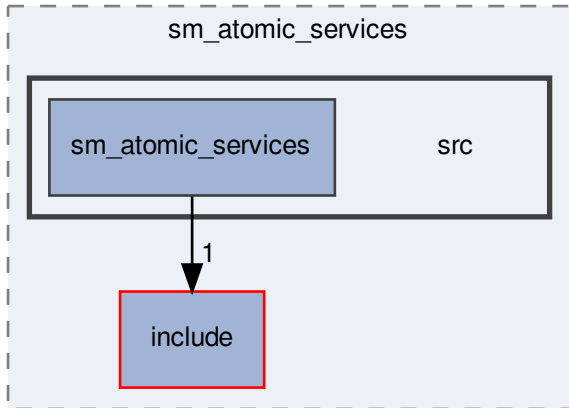 sm_atomic_services
sm_atomic_services
src
1
include